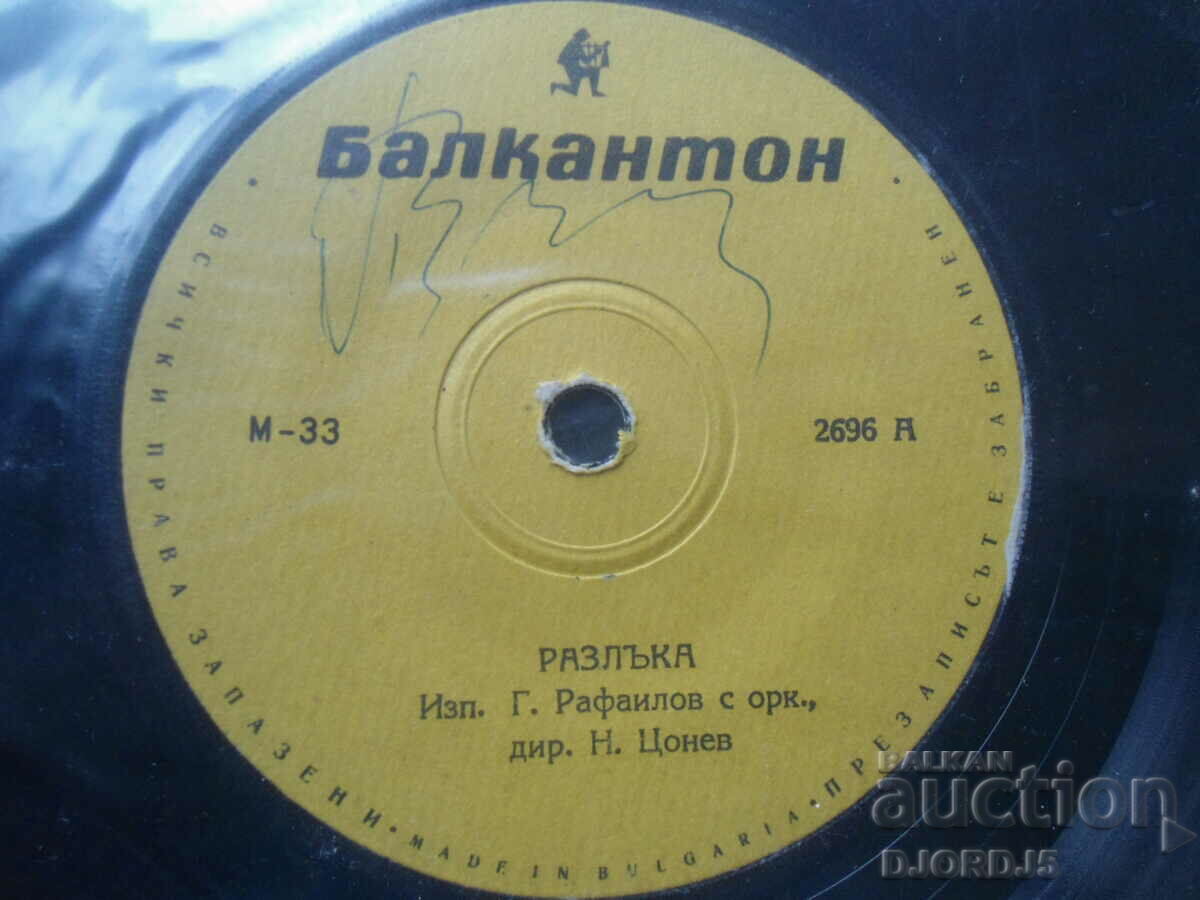 Балкантон
М-33
2696 А
РАЗЛЪКА
Изп. Г. Рафаилов с орк.,
дир. Н. Цонев
• ВСИЧКИ ПРАВА ЗАПАЗЕНИ • MADE IN BULGARIA • ПРЕЗАПИСЪТ Е ЗАБРАНЕН •
BALKAN
auction
DJORDJ5